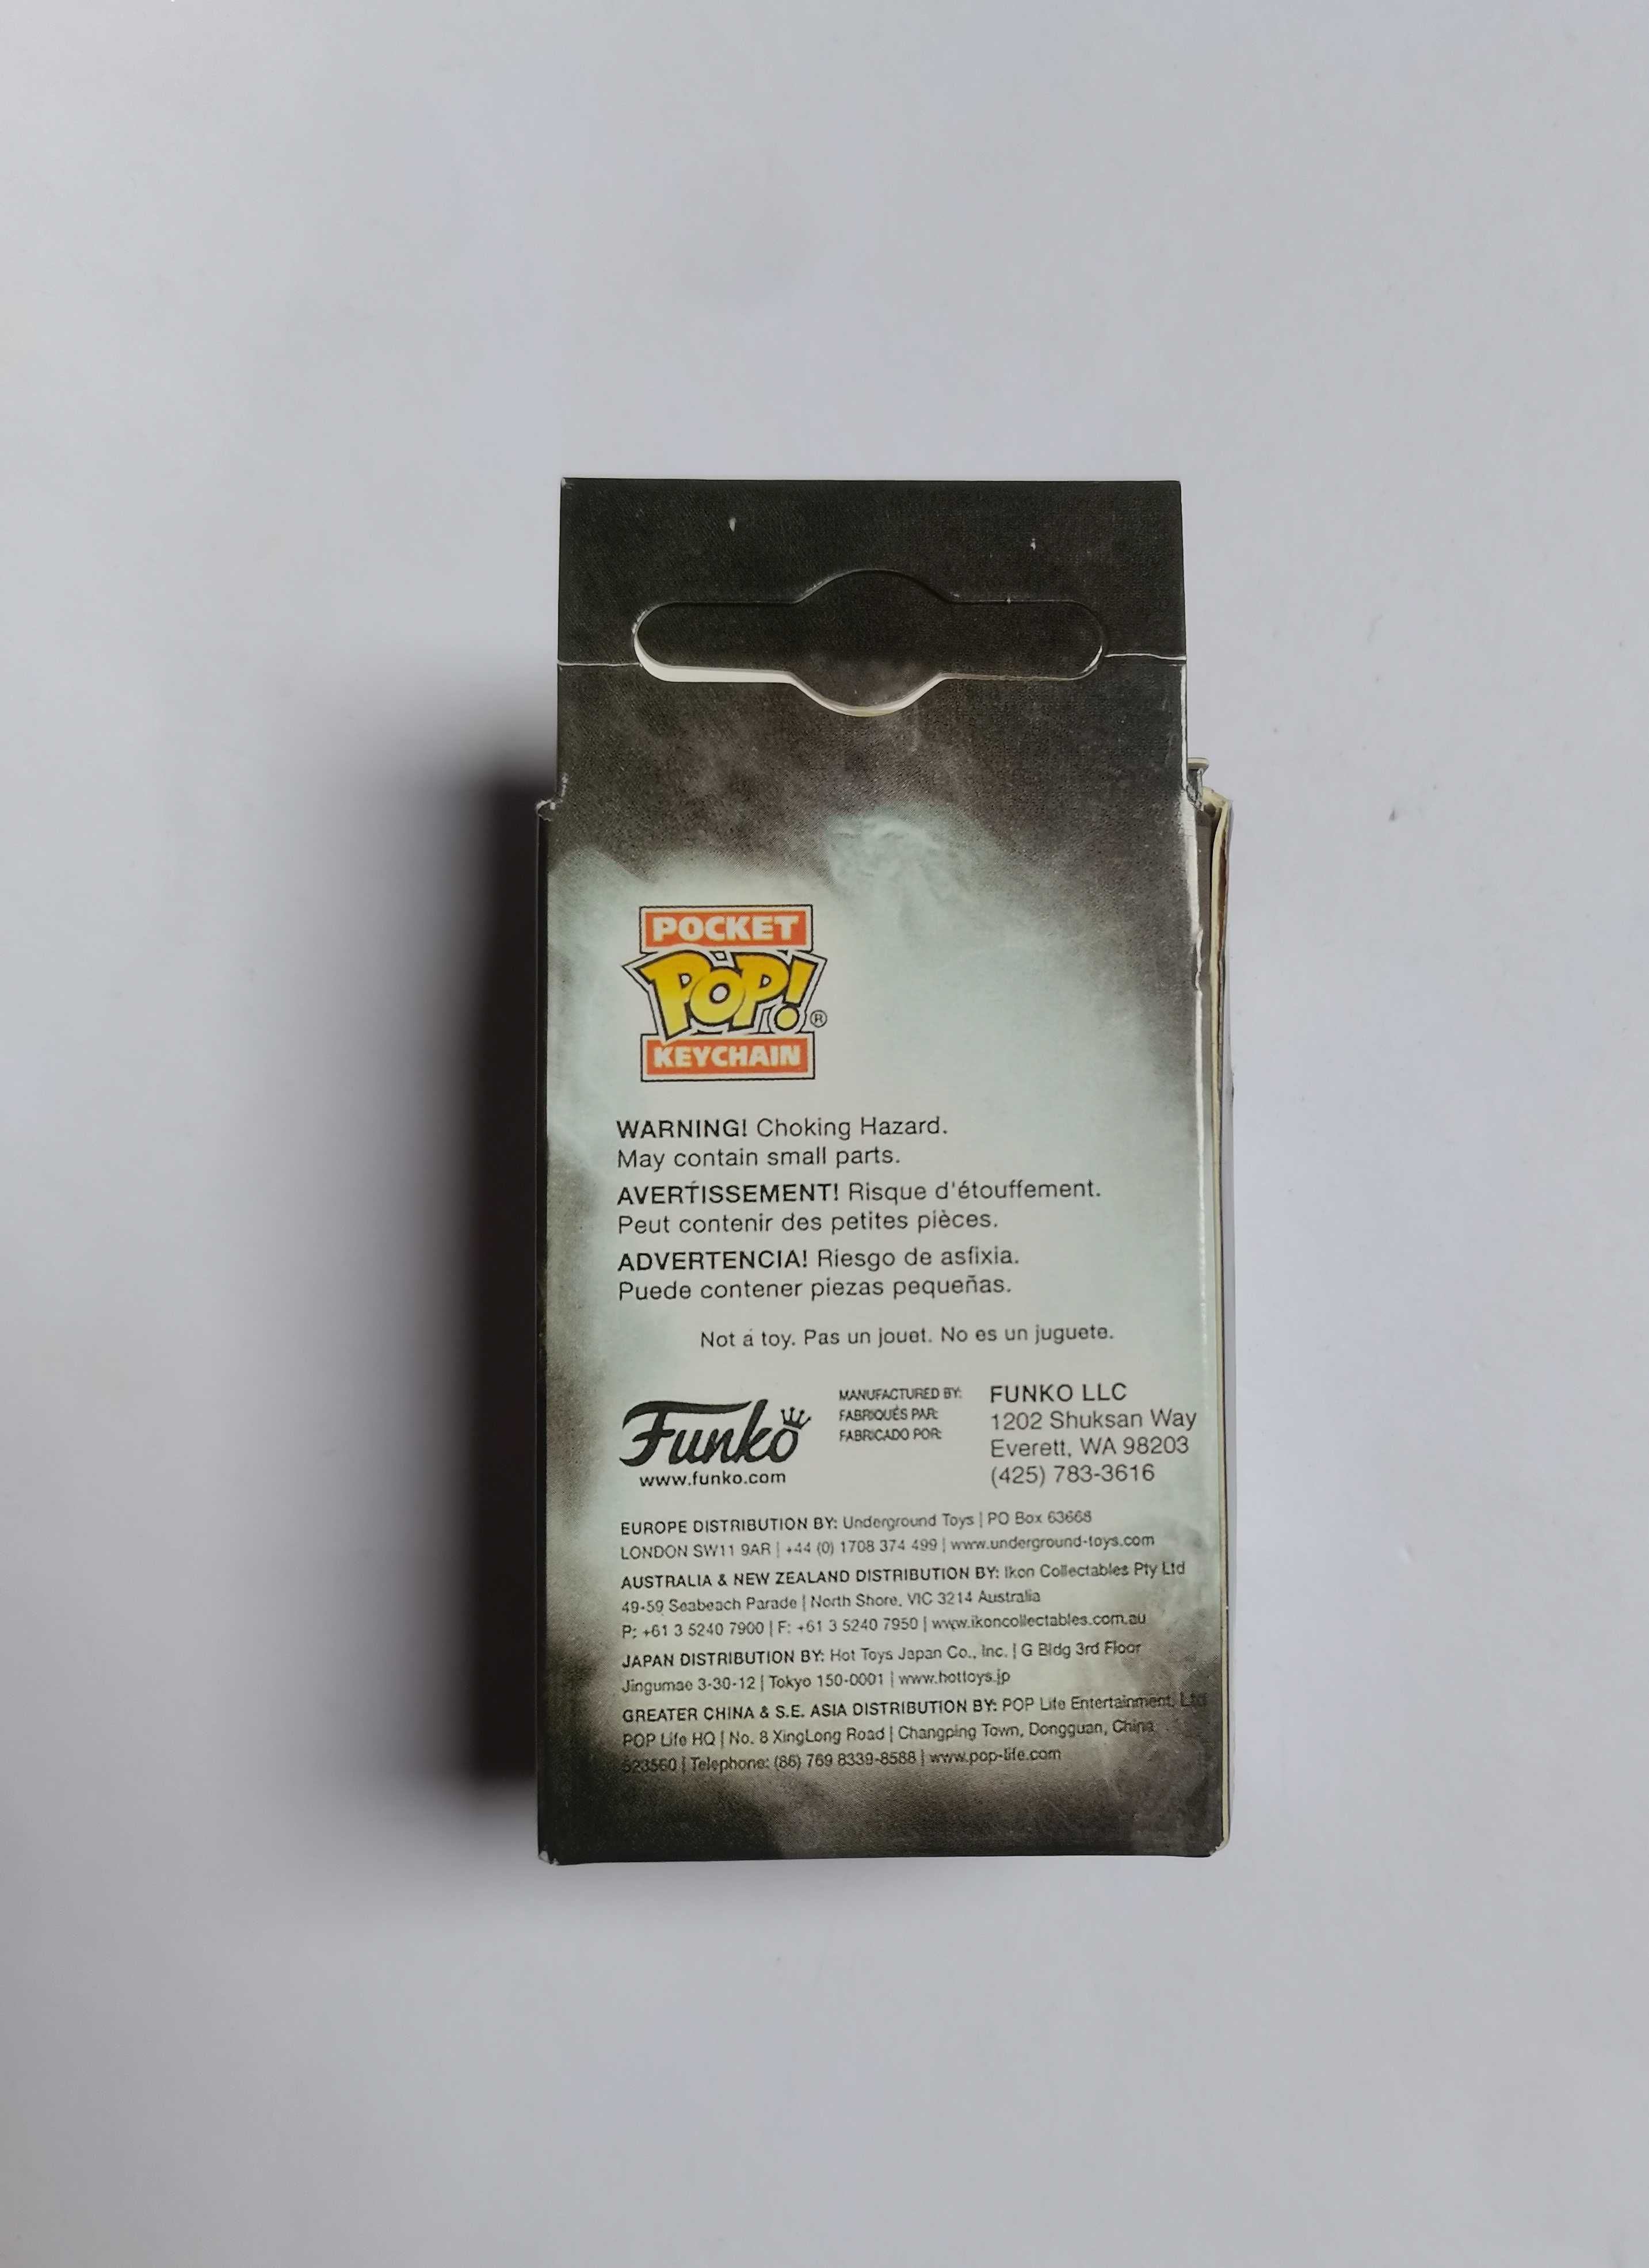 POCKET
POP! ®
KEYCHAIN
WARNING! Choking Hazard.
May contain small parts.
AVERTISSEMENT! Risque d'étouffement.
Peut contenir des petites pièces.
ADVERTENCIA! Riesgo de asfixia.
Puede contener piezas pequeñas.
Not a toy. Pas un jouet. No es un juguete.
Funko
www.funko.com
MANUFACTURED BY:
FABRIQUÉS PAR:
FABRICADO POR:
FUNKO LLC
1202 Shuksan Way
Everett, WA 98203
(425) 783-3616
EUROPE DISTRIBUTION BY: Underground Toys | PO Box 63668
LONDON SW11 9AR | +44 (0) 1708 374 499 | www.underground-toys.com
AUSTRALIA & NEW ZEALAND DISTRIBUTION BY: Ikon Collectables Pty Ltd
49-59 Seabeach Parade | North Shore, VIC 3214 Australia
P: +61 3 5240 7900 | F: +61 3 5240 7950 | www.ikoncollectables.com.au
JAPAN DISTRIBUTION BY: Hot Toys Japan Co., Inc. | G Bldg 3rd Floor
Jingumae 3-30-12 | Tokyo 150-0001 | www.hottoys.jp
GREATER CHINA & S.E. ASIA DISTRIBUTION BY: POP Life Entertainment, Ltd
POP Life HQ | No. 8 XingLong Road | Changping Town, Dongguan, China
523560 | Telephone: (86) 769 8339-8588 | www.pop-life.com